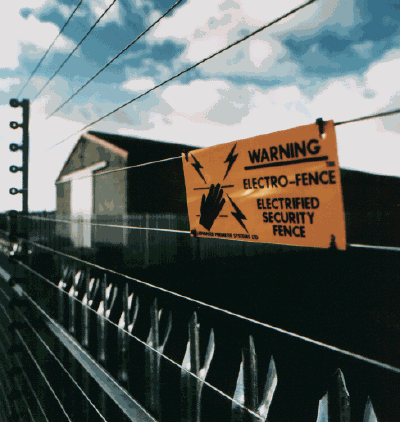 WARNING
ELECTRO-FENCE
ELECTRIFIED
SECURITY
FENCE